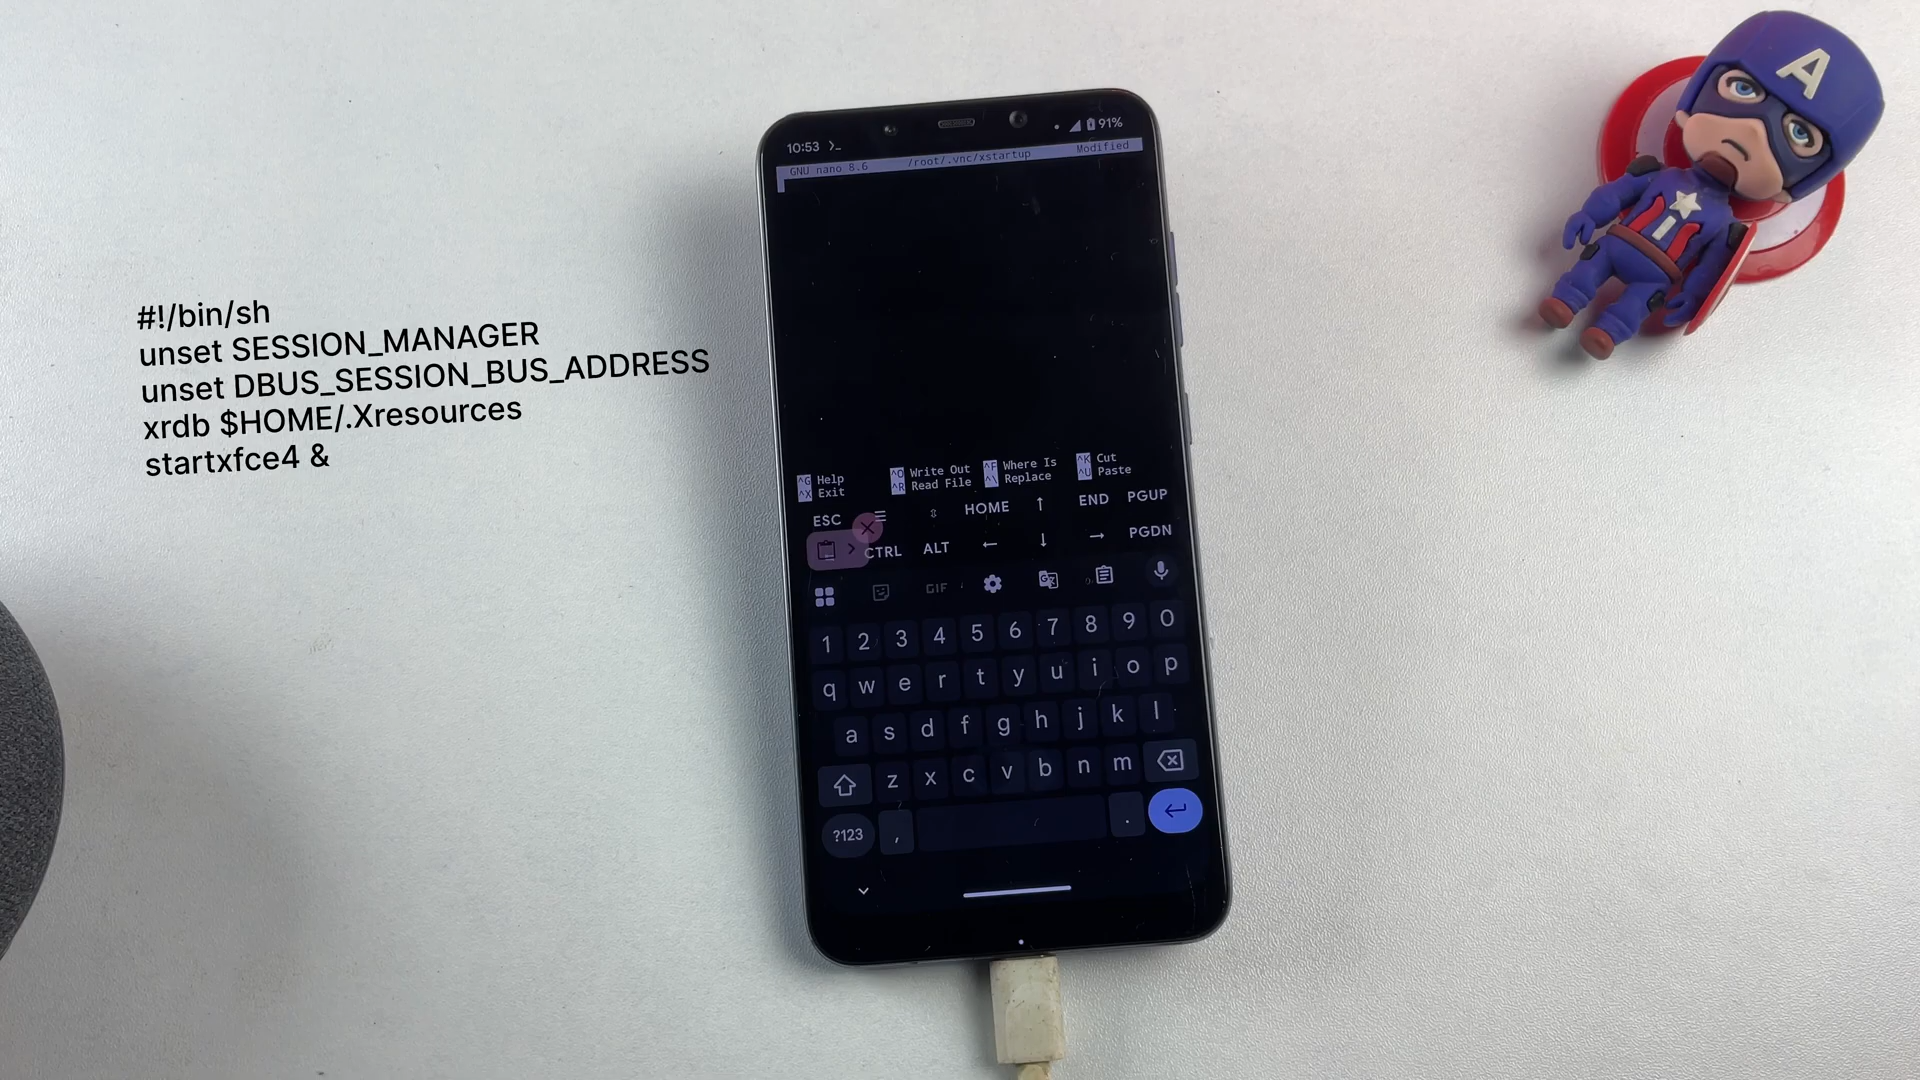 #!/bin/sh
unset SESSION_MANAGER
unset DBUS_SESSION_BUS_ADDRESS
xrdb $HOME/.Xresources
startxfce4 &
10:53 91%
GNU nano 8.6 /root/.vnc/xstartup Modified
^G Help ^O Write Out ^F Where Is ^K Cut
^X Exit ^R Read File ^\ Replace ^U Paste
ESC HOME ↑ END PGUP
CTRL ALT ← ↓ → PGDN
GIF
1 2 3 4 5 6 7 8 9 0
q w e r t y u i o p
a s d f g h j k l
z x c v b n m
?123 , .
A